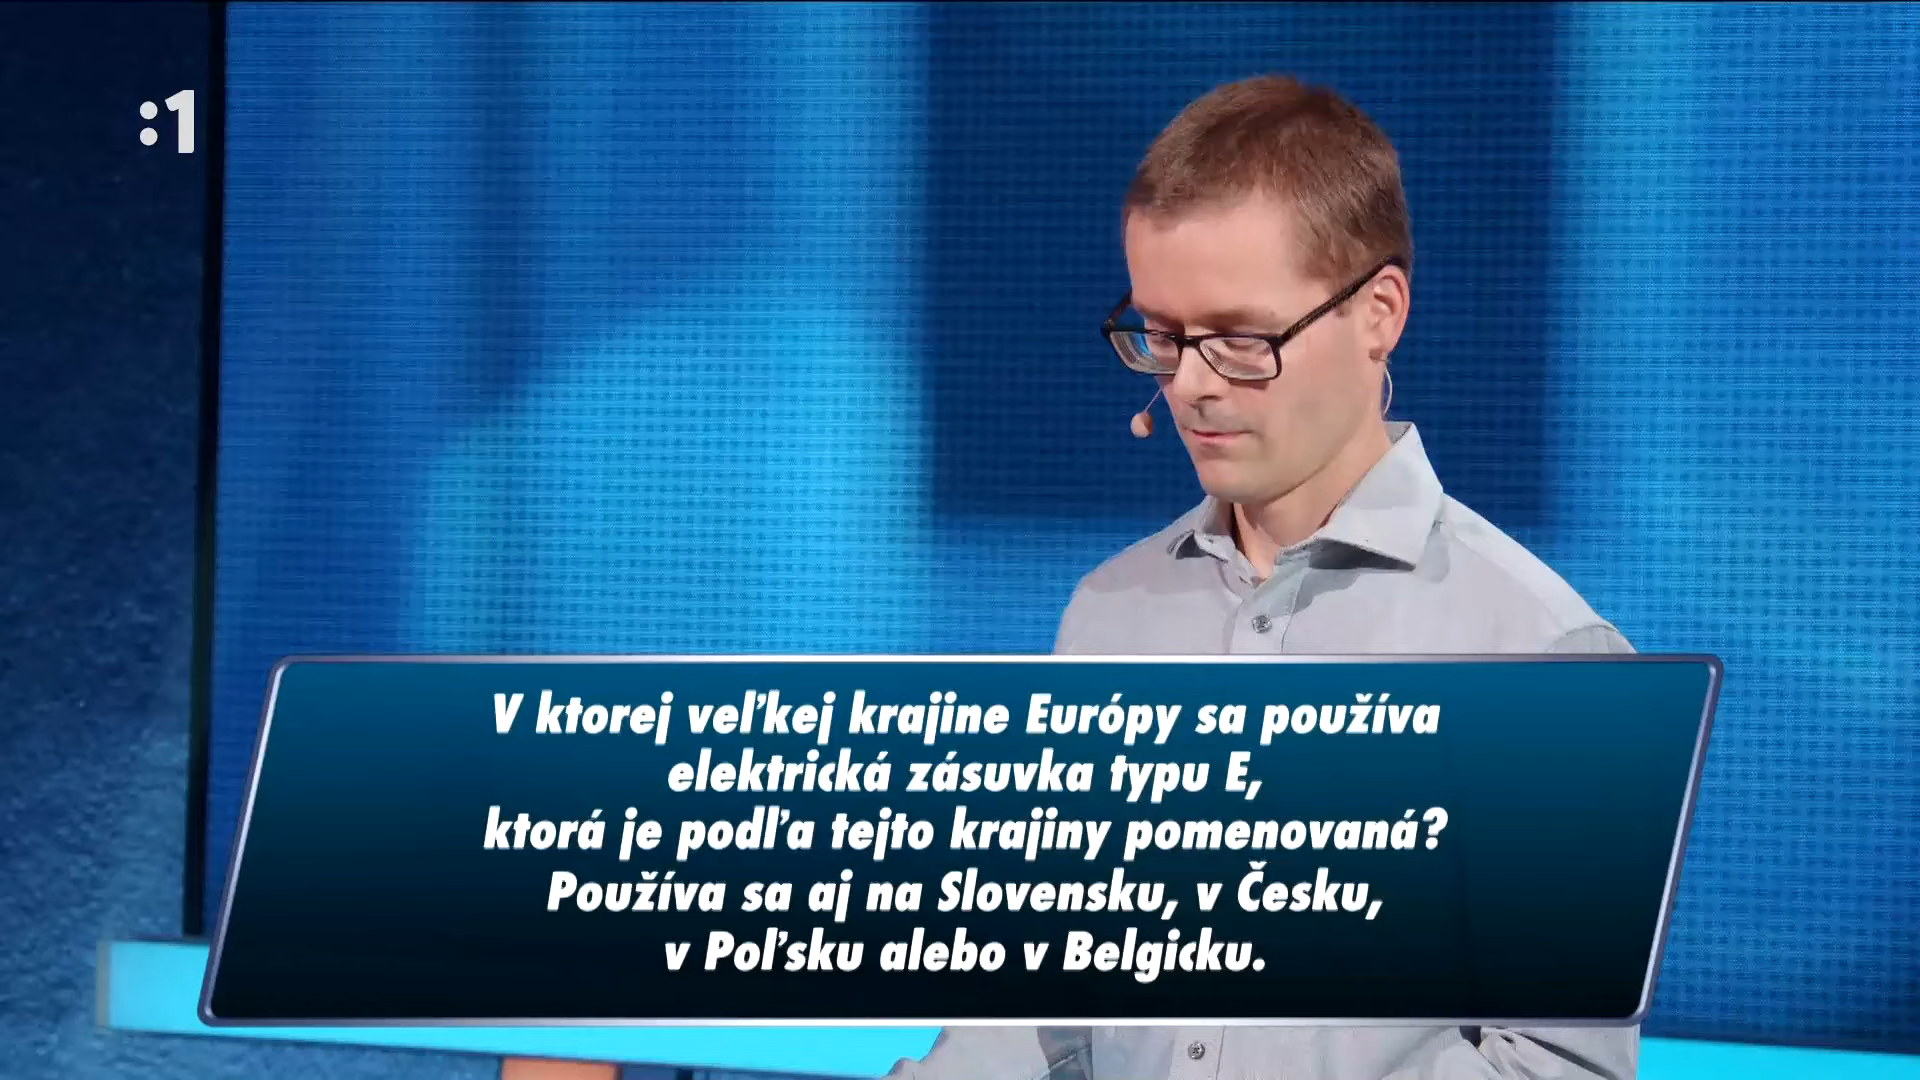 :1
V ktorej veľkej krajine Európy sa používa
elektrická zásuvka typu E,
ktorá je podľa tejto krajiny pomenovaná?
Používa sa aj na Slovensku, v Česku,
v Poľsku alebo v Belgicku.